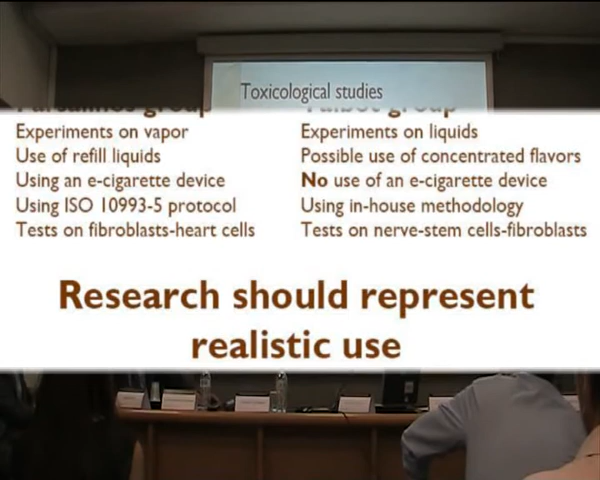 Toxicological studies
Experiments on vapor
Use of refill liquids
Using an e-cigarette device
Using ISO 10993-5 protocol
Tests on fibroblasts-heart cells
Experiments on liquids
Possible use of concentrated flavors
No use of an e-cigarette device
Using in-house methodology
Tests on nerve-stem cells-fibroblasts
Research should represent
realistic use